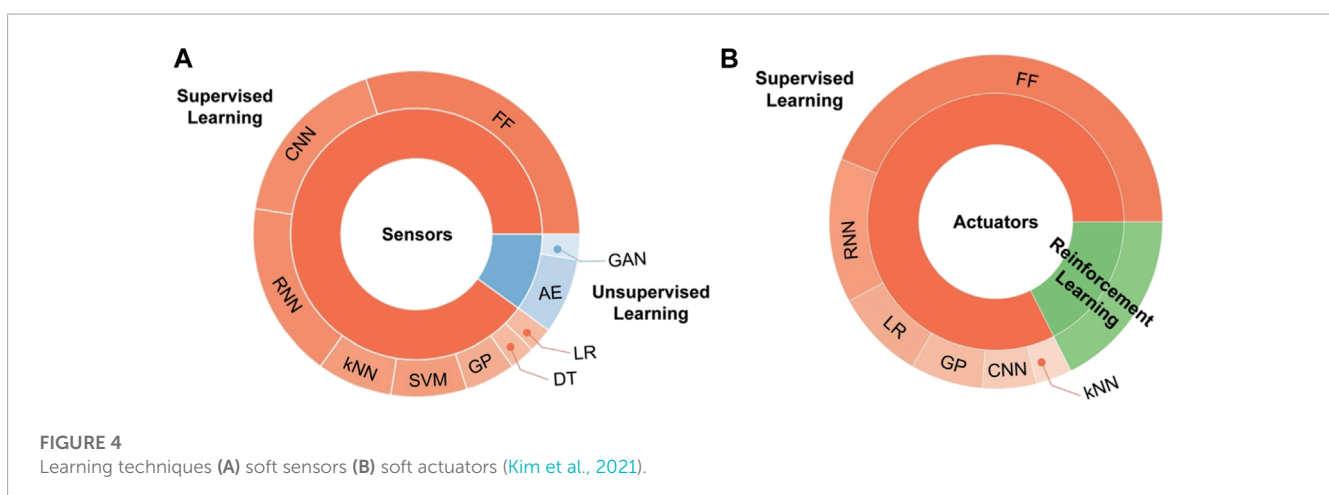 A
Supervised
Learning
FF
CNN
RNN
kNN
SVM
GP
DT
LR
AE
GAN
Sensors
Unsupervised
Learning
B
Supervised
Learning
FF
RNN
LR
GP
CNN
kNN
Actuators
Reinforcement
Learning
FIGURE 4
Learning techniques (A) soft sensors (B) soft actuators (Kim et al., 2021).